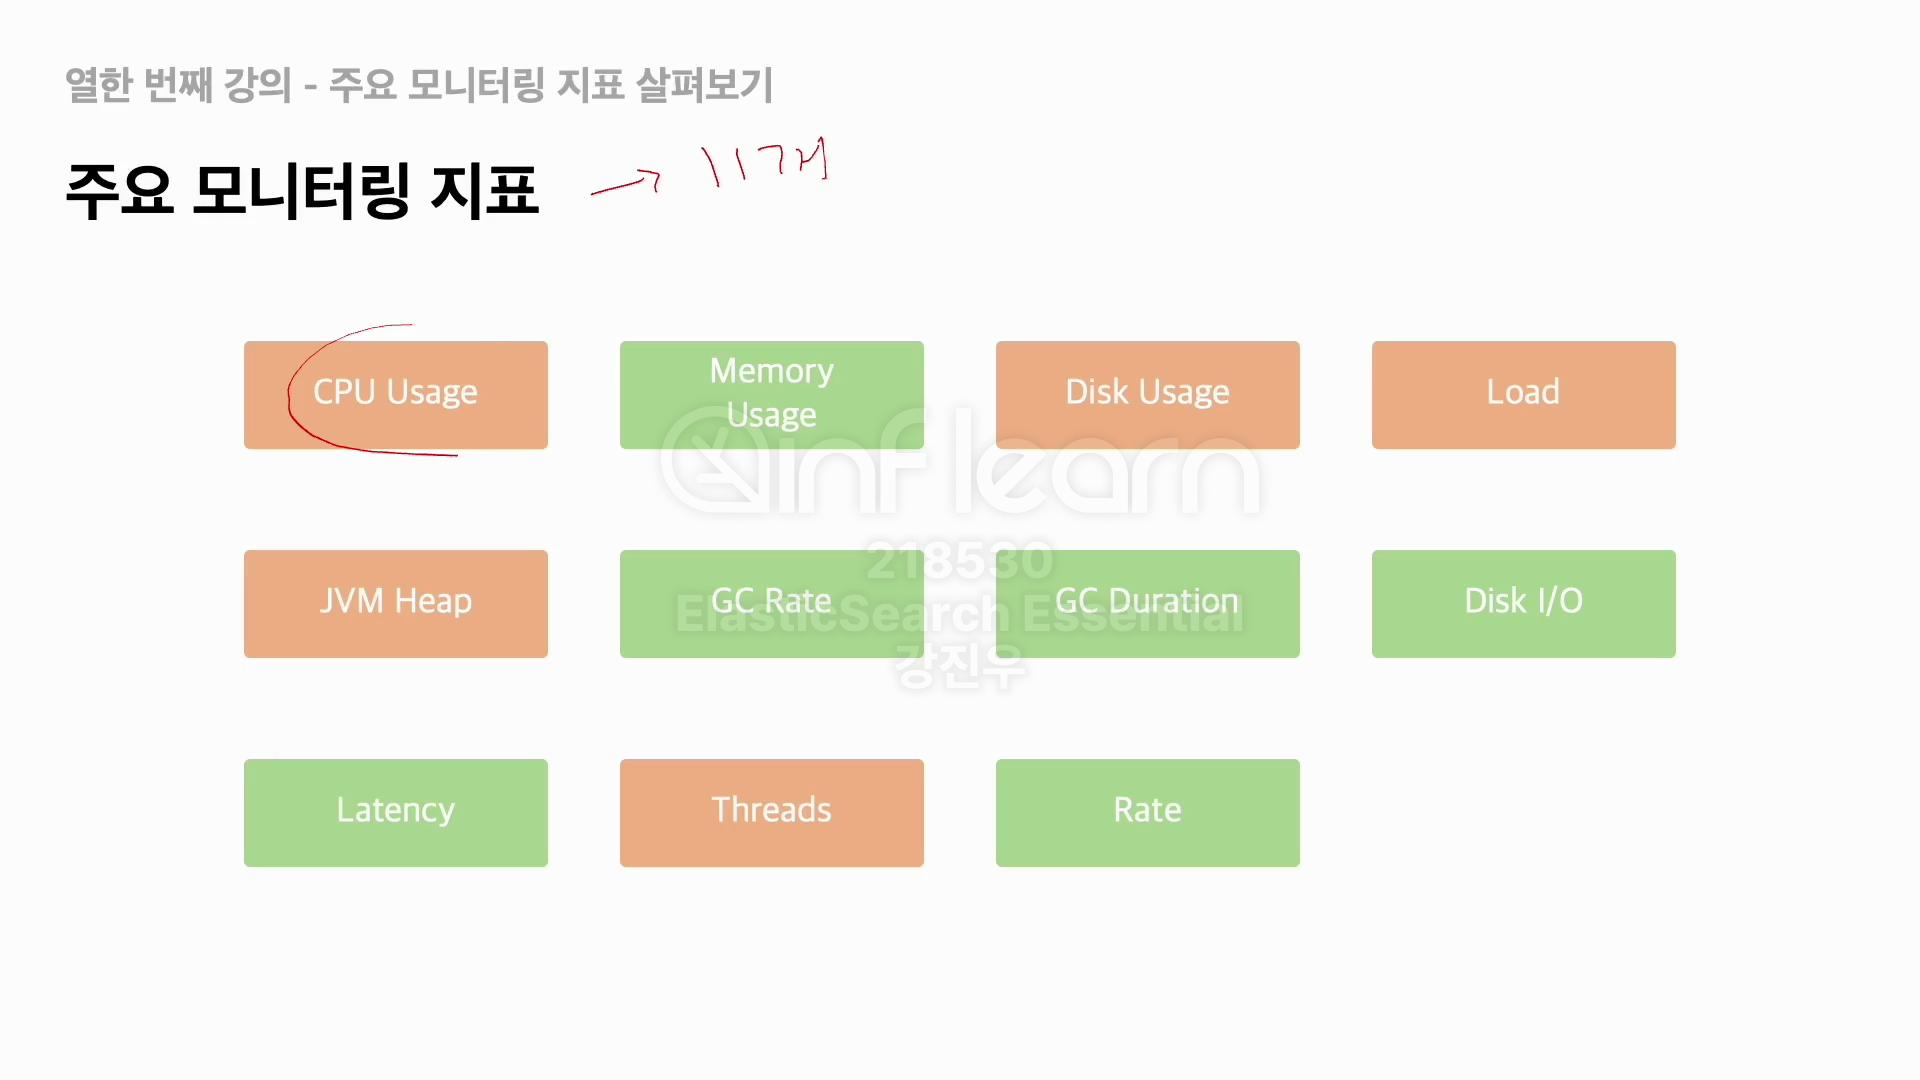 열한 번째 강의 - 주요 모니터링 지표 살펴보기
주요 모니터링 지표 → 11개
CPU Usage
Memory
Usage
Disk Usage
Load
inflearn
218530
ElasticSearch Essential
강진우
JVM Heap
GC Rate
GC Duration
Disk I/O
Latency
Threads
Rate